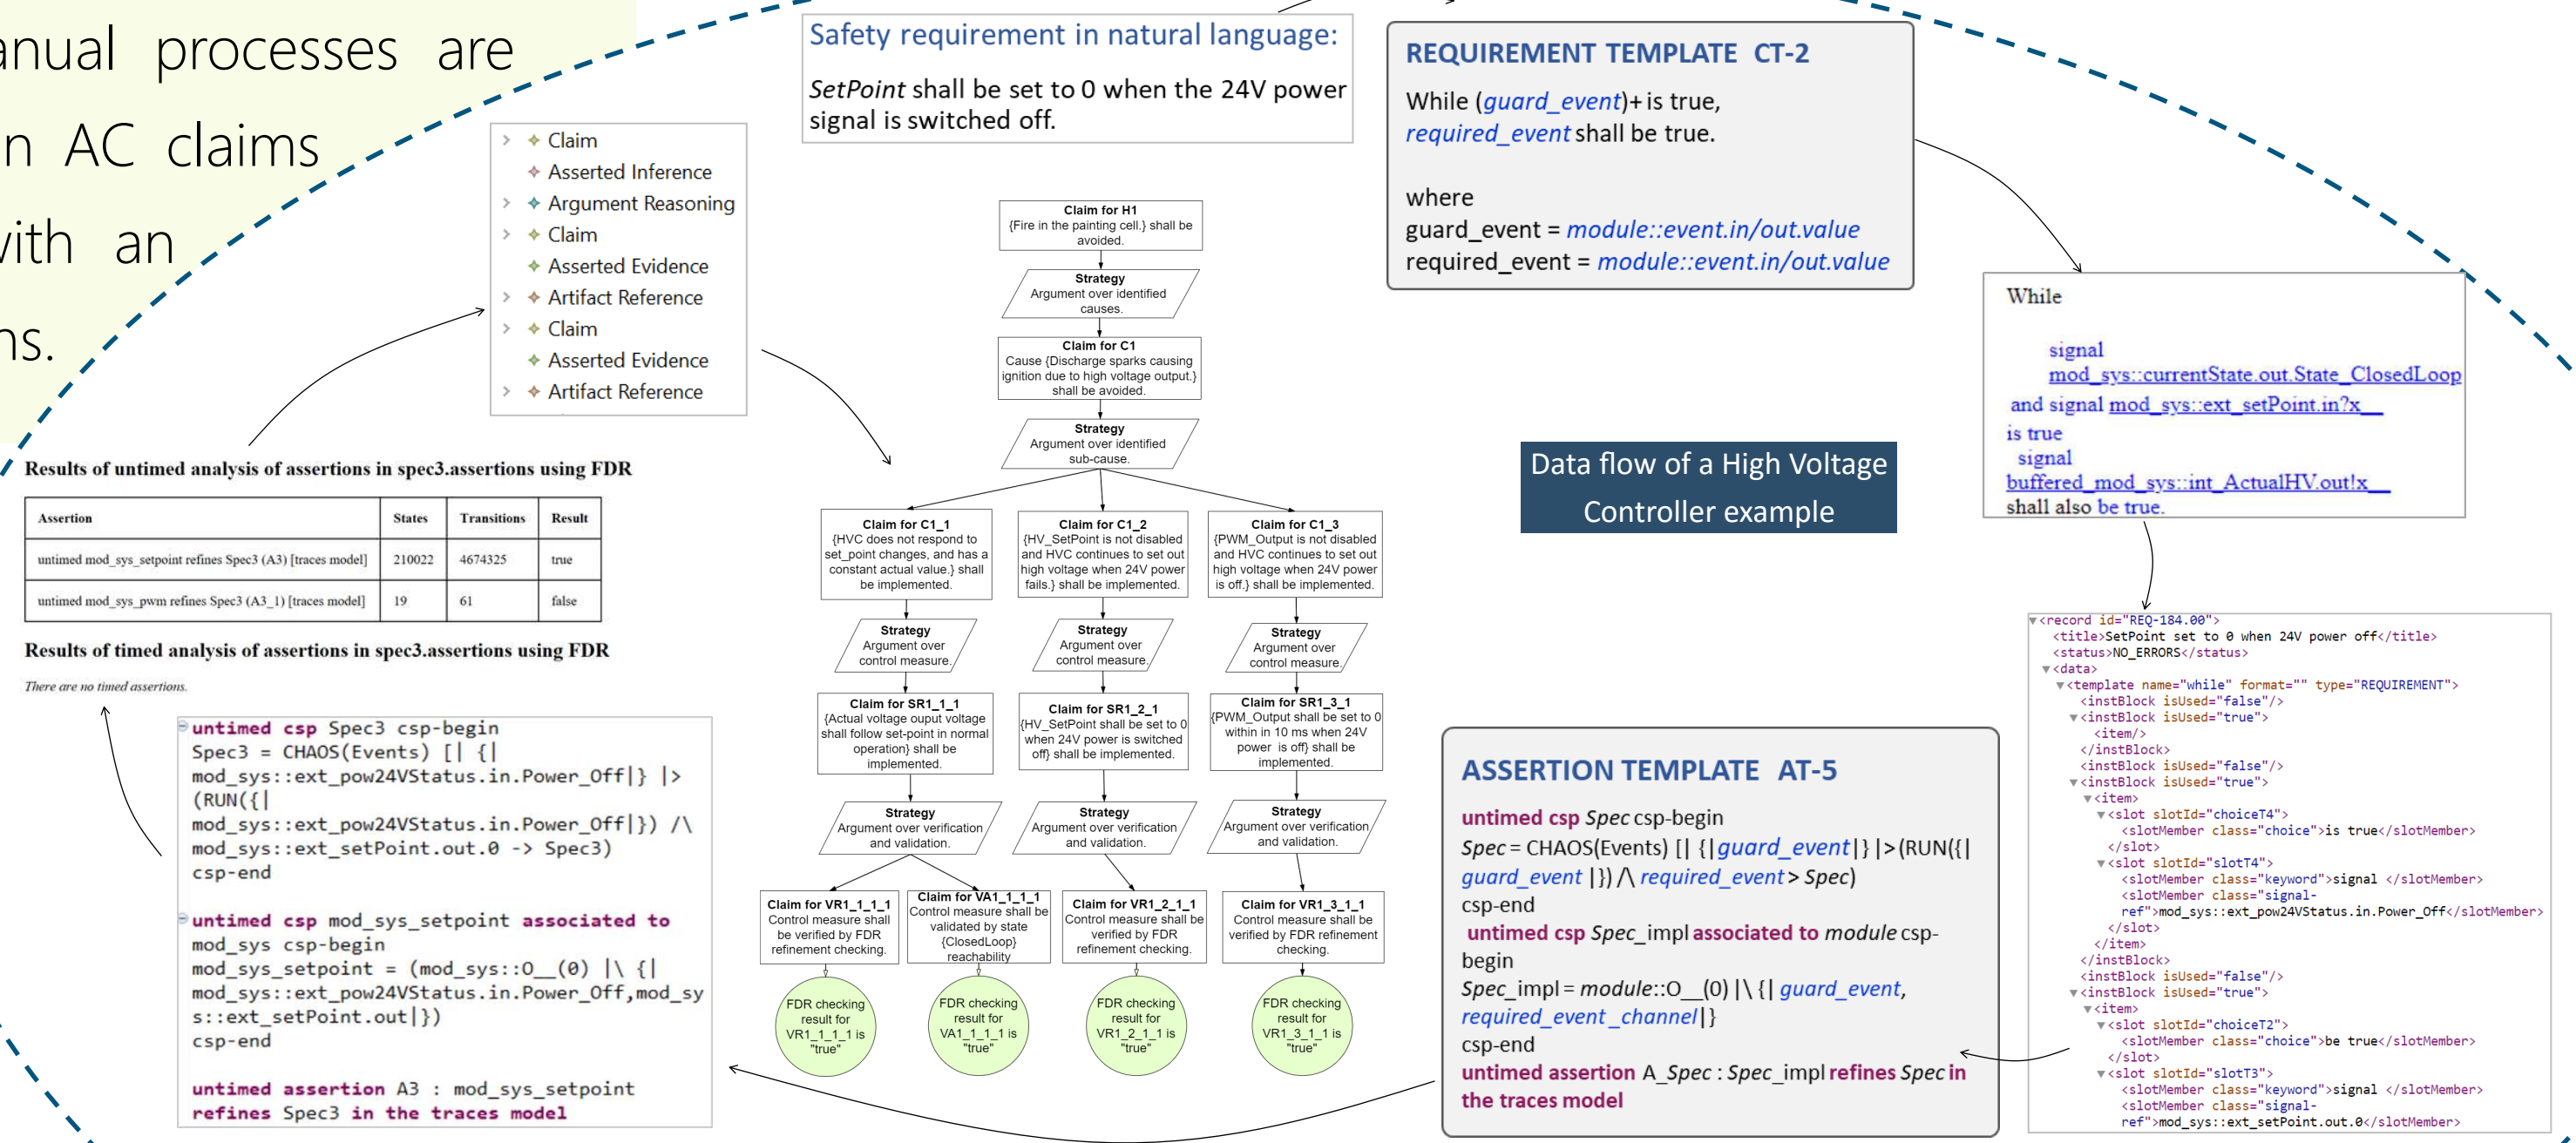 anual processes are
n AC claims
with an
ns.
Safety requirement in natural language:
SetPoint shall be set to 0 when the 24V power
signal is switched off.
REQUIREMENT TEMPLATE CT-2
While (guard_event)+ is true,
required_event shall be true.
where
guard_event = module::event.in/out.value
required_event = module::event.in/out.value
While
signal
mod_sys::currentState.out.State_ClosedLoop
and signal mod_sys::ext_setPoint.in?x__
is true
signal
buffered_mod_sys::int_ActualHV.out!x__
shall also be true.
<record id="REQ-184.00">
<title>SetPoint set to 0 when 24V power off</title>
<status>NO_ERRORS</status>
<data>
<template name="while" format="" type="REQUIREMENT">
<instBlock isUsed="false"/>
<instBlock isUsed="true">
<item/>
</instBlock>
<instBlock isUsed="false"/>
<instBlock isUsed="true">
<item>
<slot slotId="choiceT4">
<slotMember class="choice">is true</slotMember>
</slot>
<slot slotId="slotT4">
<slotMember class="keyword">signal </slotMember>
<slotMember class="signal-
ref">mod_sys::ext_pow24VStatus.in.Power_Off</slotMember>
</slot>
</item>
</instBlock>
<instBlock isUsed="false"/>
<instBlock isUsed="true">
<item>
<slot slotId="choiceT2">
<slotMember class="choice">be true</slotMember>
</slot>
<slot slotId="slotT3">
<slotMember class="keyword">signal </slotMember>
<slotMember class="signal-
ref">mod_sys::ext_setPoint.out.0</slotMember>
Data flow of a High Voltage
Controller example
ASSERTION TEMPLATE AT-5
untimed csp Spec csp-begin
Spec = CHAOS(Events) [| {|guard_event|} |>(RUN({|
guard_event |}) /\ required_event > Spec)
csp-end
untimed csp Spec_impl associated to module csp-
begin
Spec_impl = module::O__(0) |\ {| guard_event,
required_event_channel|}
csp-end
untimed assertion A_Spec : Spec_impl refines Spec in
the traces model
untimed csp Spec3 csp-begin
Spec3 = CHAOS(Events) [| {|
mod_sys::ext_pow24VStatus.in.Power_Off|} |>
(RUN({|
mod_sys::ext_pow24VStatus.in.Power_Off|}) /\
mod_sys::ext_setPoint.out.0 -> Spec3)
csp-end
untimed csp mod_sys_setpoint associated to
mod_sys csp-begin
mod_sys_setpoint = (mod_sys::O__(0) |\ {|
mod_sys::ext_pow24VStatus.in.Power_Off,mod_sy
s::ext_setPoint.out|})
csp-end
untimed assertion A3 : mod_sys_setpoint
refines Spec3 in the traces model
Results of untimed analysis of assertions in spec3.assertions using FDR
Assertion States Transitions Result
untimed mod_sys_setpoint refines Spec3 (A3) [traces model] 210022 4674325 true
untimed mod_sys_pwm refines Spec3 (A3_1) [traces model] 19 61 false
Results of timed analysis of assertions in spec3.assertions using FDR
There are no timed assertions.
Claim
Asserted Inference
Argument Reasoning
Claim
Asserted Evidence
Artifact Reference
Claim
Asserted Evidence
Artifact Reference
Claim for H1
{Fire in the painting cell.} shall be
avoided.
Strategy
Argument over identified
causes.
Claim for C1
Cause {Discharge sparks causing
ignition due to high voltage output.}
shall be avoided.
Strategy
Argument over identified
sub-cause.
Claim for C1_1
{HVC does not respond to
set_point changes, and has a
constant actual value.} shall
be implemented.
Claim for C1_2
{HV_SetPoint is not disabled
and HVC continues to set out
high voltage when 24V power
fails.} shall be implemented.
Claim for C1_3
{PWM_Output is not disabled
and HVC continues to set out
high voltage when 24V power
is off.} shall be implemented.
Strategy
Argument over
control measure.
Strategy
Argument over
control measure.
Strategy
Argument over
control measure.
Claim for SR1_1_1
{Actual voltage ouput voltage
shall follow set-point in normal
operation} shall be
implemented.
Claim for SR1_2_1
{HV_SetPoint shall be set to 0
when 24V power is switched
off} shall be implemented.
Claim for SR1_3_1
{PWM_Output shall be set to 0
within in 10 ms when 24V
power is off} shall be
implemented.
Strategy
Argument over verification
and validation.
Strategy
Argument over verification
and validation.
Strategy
Argument over verification
and validation.
Claim for VR1_1_1_1
Control measure shall
be verified by FDR
refinement checking.
Claim for VA1_1_1_1
Control measure shall be
validated by state
{ClosedLoop}
reachability
Claim for VR1_2_1_1
Control measure shall be
verified by FDR
refinement checking.
Claim for VR1_3_1_1
Control measure shall be
verified by FDR refinement
checking.
FDR checking
result for
VR1_1_1_1 is
"true"
FDR checking
result for
VA1_1_1_1 is
"true"
FDR checking
result for
VR1_2_1_1 is
"true"
FDR checking
result for
VR1_3_1_1 is
"true"